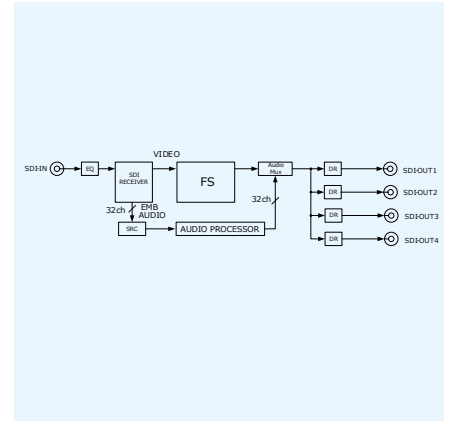 VIDEO
SDI-IN
EQ
SDI
RECEIVER
FS
Audio
Mux
DR
SDI-OUT1
DR
SDI-OUT2
32ch
EMB
AUDIO
32ch
DR
SDI-OUT3
SRC
AUDIO PROCESSOR
DR
SDI-OUT4